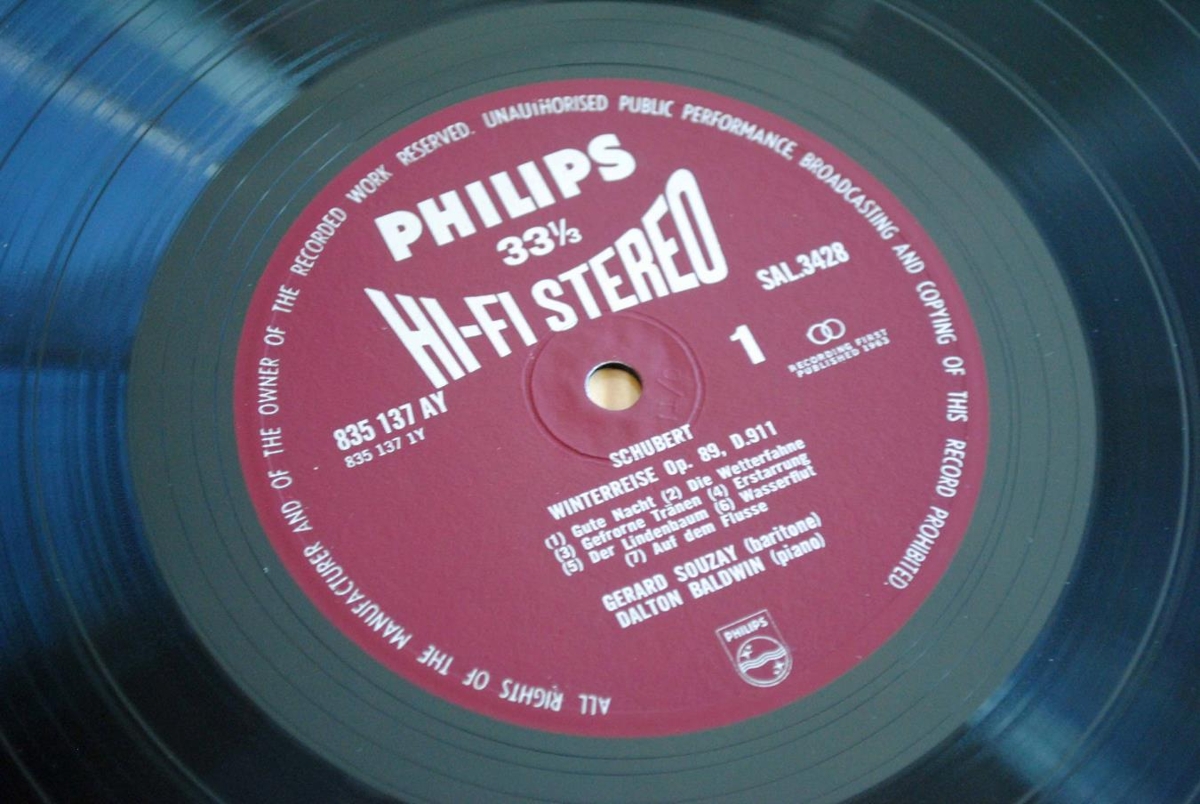 ALL RIGHTS OF THE MANUFACTURER AND OF THE OWNER OF THE RECORDED WORK RESERVED. UNAUTHORISED PUBLIC PERFORMANCE, BROADCASTING AND COPYING OF THIS RECORD PROHIBITED.
PHILIPS
33⅓
HI-FI STEREO
SAL.3428
1
RECORDING FIRST
PUBLISHED 1963
835 137 AY
835 137 1Y
SCHUBERT
WINTERREISE Op. 89, D.911
(1) Gute Nacht (2) Die Wetterfahne
(3) Gefrorne Tränen (4) Erstarrung
(5) Der Lindenbaum (6) Wasserflut
(7) Auf dem Flusse
GERARD SOUZAY (baritone)
DALTON BALDWIN (piano)
PHILIPS